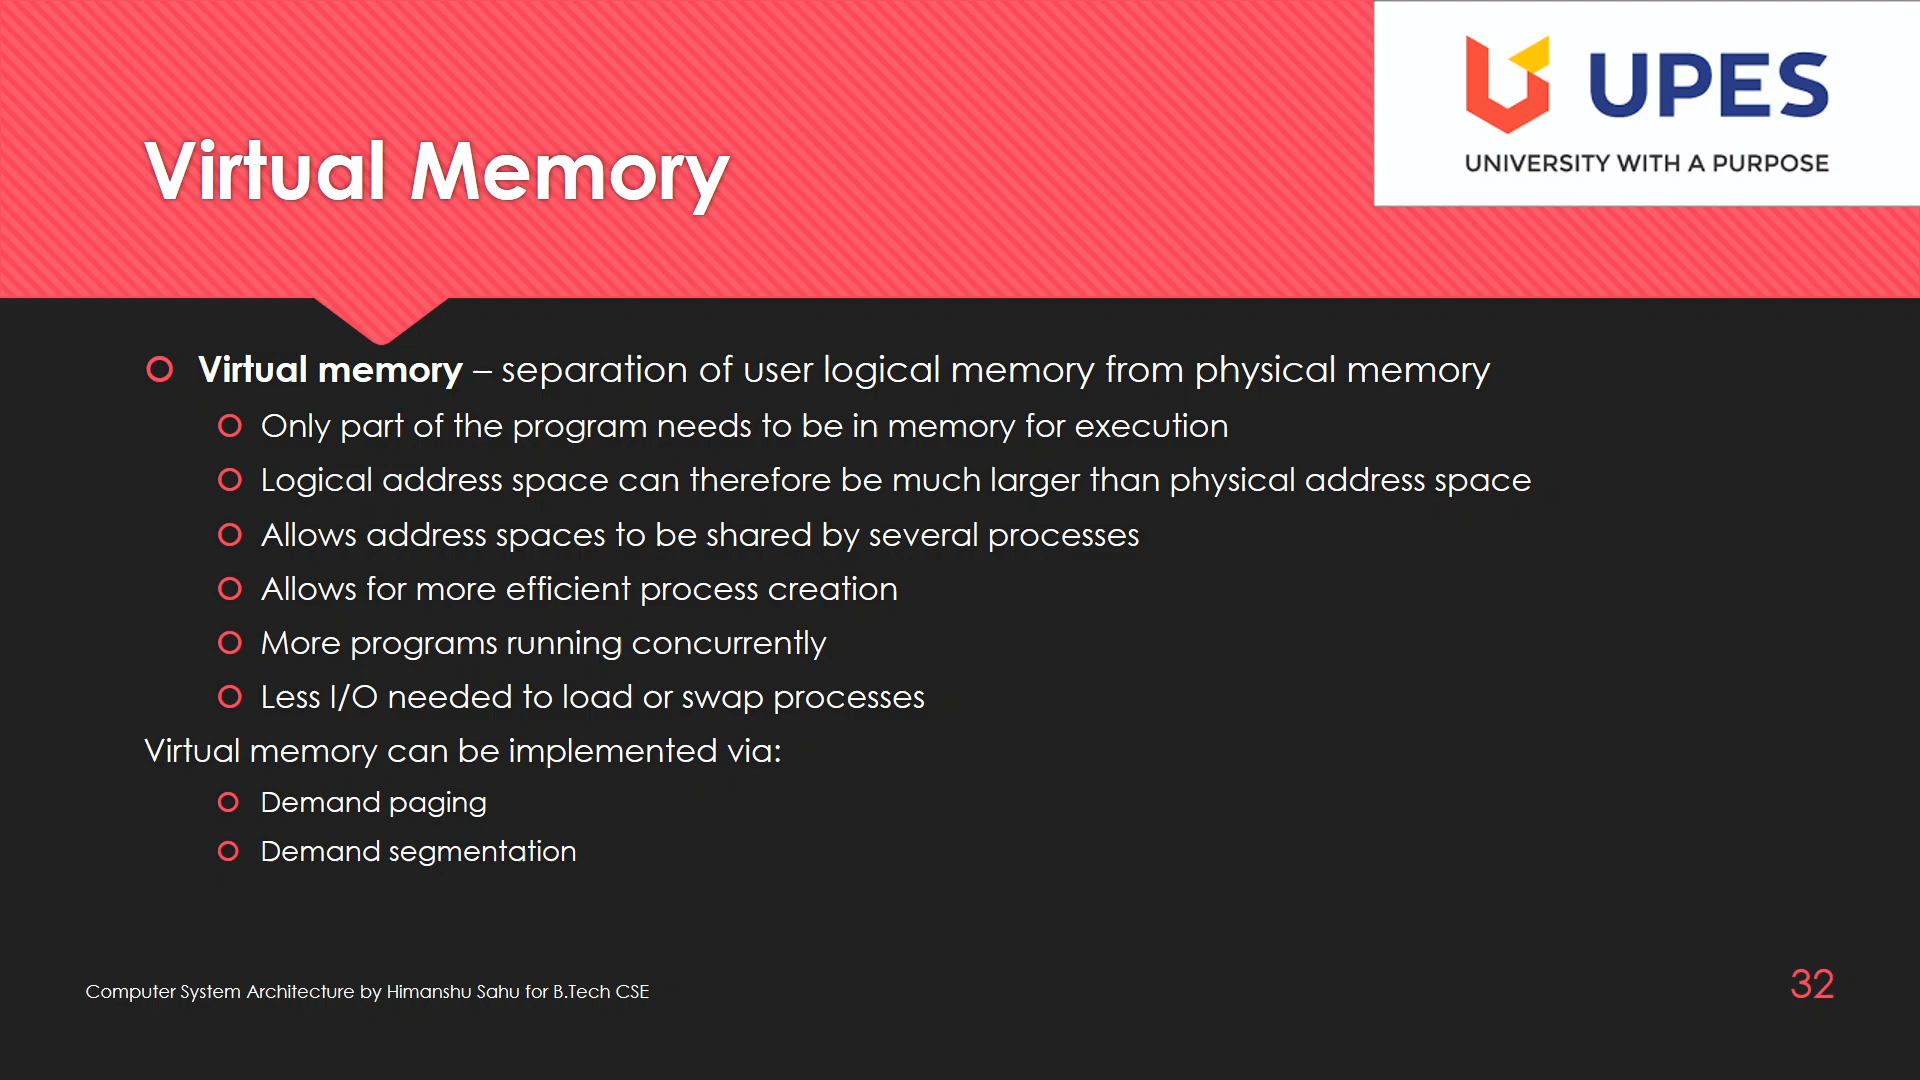 UPES
UNIVERSITY WITH A PURPOSE
Virtual Memory
Virtual memory – separation of user logical memory from physical memory
Only part of the program needs to be in memory for execution
Logical address space can therefore be much larger than physical address space
Allows address spaces to be shared by several processes
Allows for more efficient process creation
More programs running concurrently
Less I/O needed to load or swap processes
Virtual memory can be implemented via:
Demand paging
Demand segmentation
Computer System Architecture by Himanshu Sahu for B.Tech CSE
32